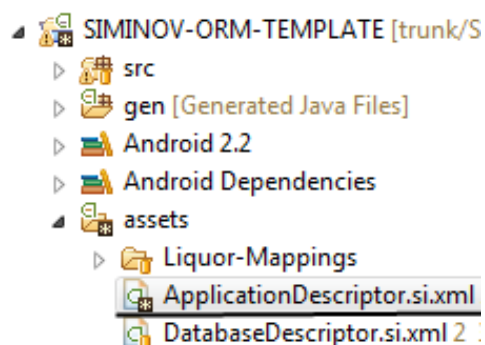 SIMINOV-ORM-TEMPLATE [trunk/S
src
gen [Generated Java Files]
Android 2.2
Android Dependencies
assets
Liquor-Mappings
ApplicationDescriptor.si.xml
DatabaseDescriptor.si.xml 2